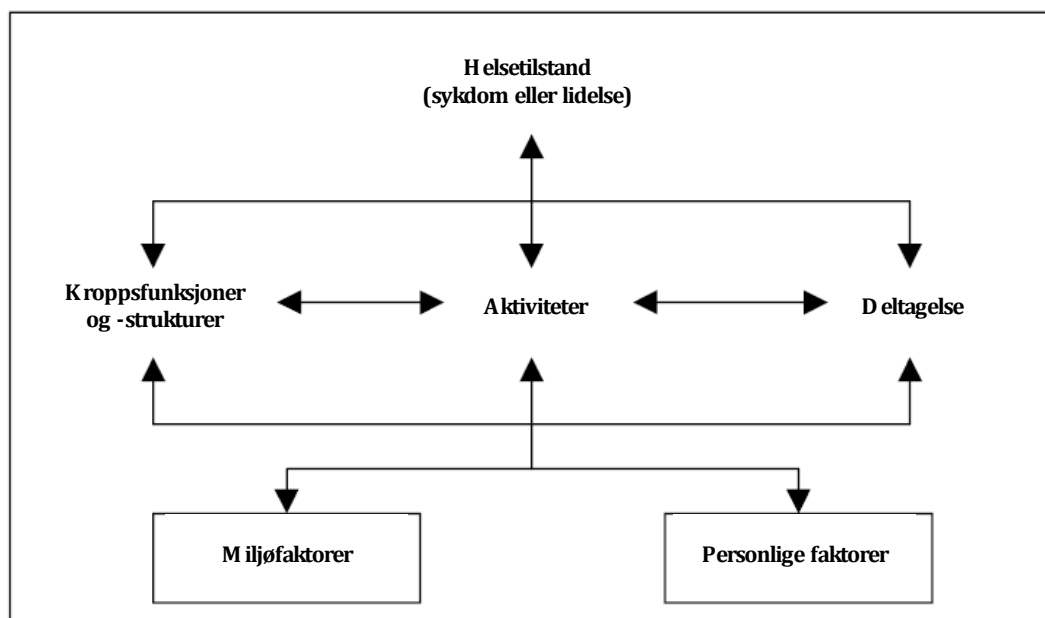 Helsetilstand
(sykdom eller lidelse)
Kroppsfunksjoner
og -strukturer
Aktiviteter
Deltagelse
Miljøfaktorer
Personlige faktorer